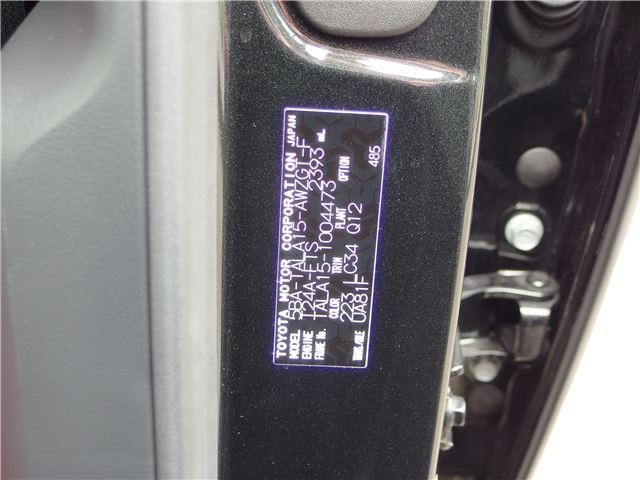 TOYOTA MOTOR CORPORATION JAPAN
MODEL 5BA-TALA15-AWZGT-F
ENGINE T24A-FTS 2393 mL
FRAME No. TALA15-1004473
COLOR TRIM PLANT OPTION
223 LC34 Q12 485
TRANS/AXLE UA81F